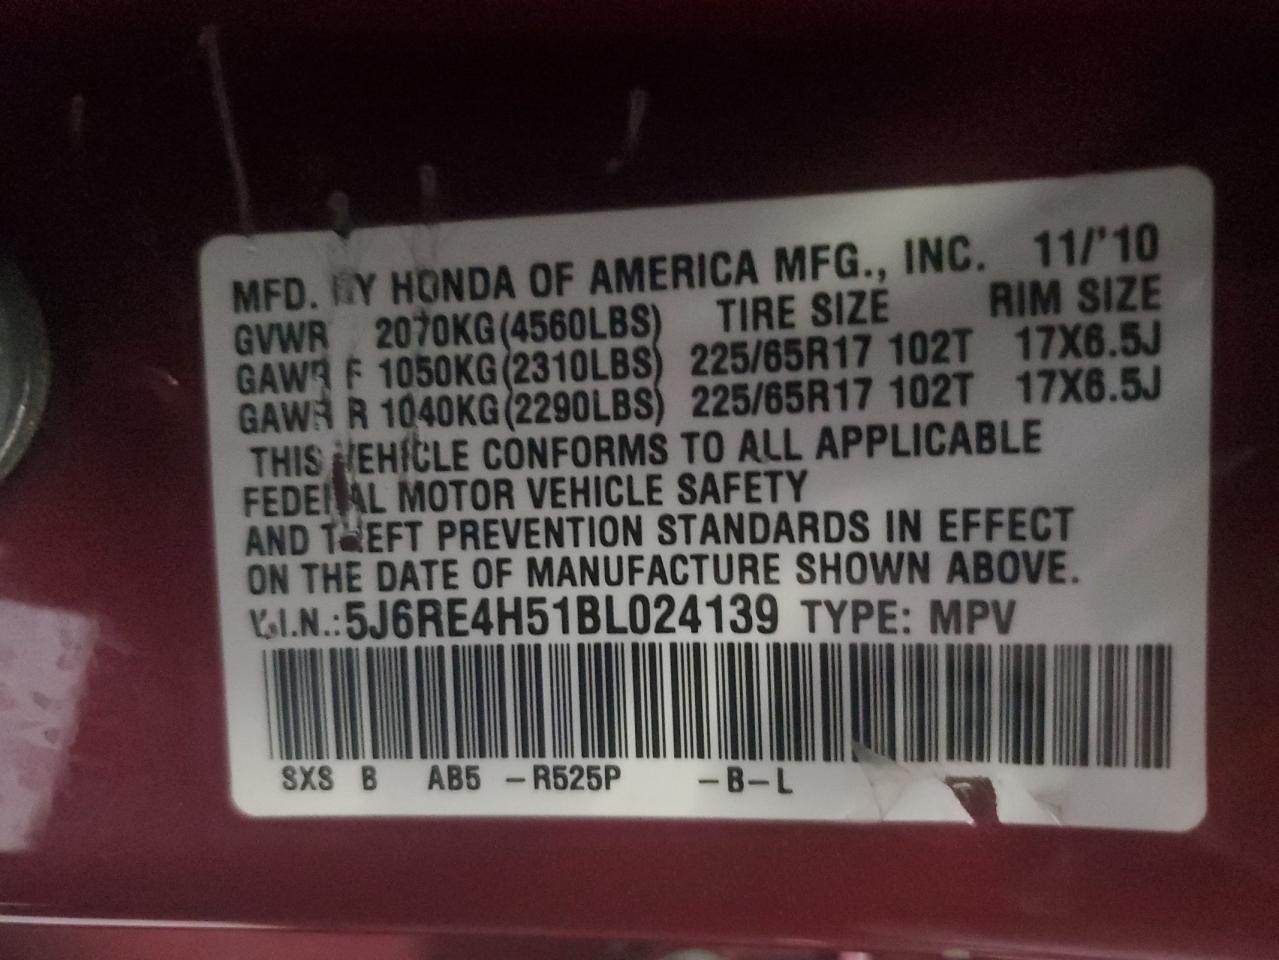 MFD. BY HONDA OF AMERICA MFG., INC. 11/'10
GVWR 2070KG(4560LBS) TIRE SIZE RIM SIZE
GAWR F 1050KG(2310LBS) 225/65R17 102T 17X6.5J
GAWR R 1040KG(2290LBS) 225/65R17 102T 17X6.5J
THIS VEHICLE CONFORMS TO ALL APPLICABLE
FEDERAL MOTOR VEHICLE SAFETY
AND THEFT PREVENTION STANDARDS IN EFFECT
ON THE DATE OF MANUFACTURE SHOWN ABOVE.
V.I.N.:5J6RE4H51BL024139 TYPE: MPV
SXS B AB5 -R525P -B-L